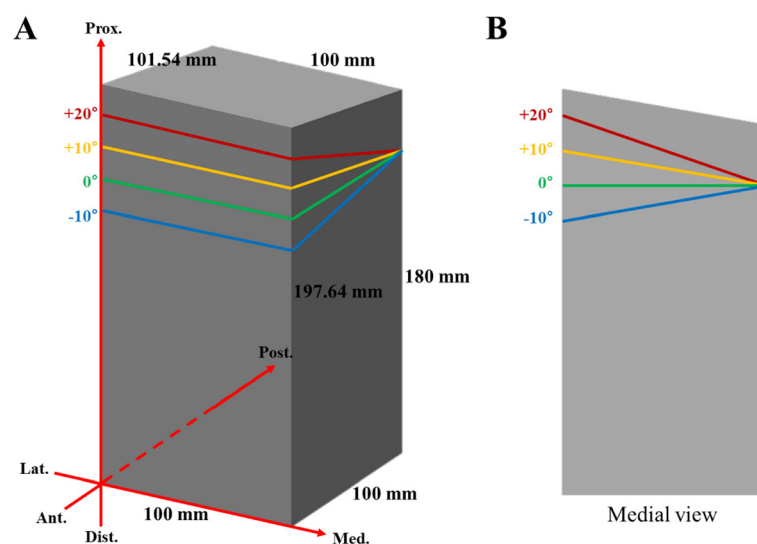 A
B
Prox.
101.54 mm
100 mm
+20°
+10°
0°
-10°
+20°
+10°
0°
-10°
197.64 mm
180 mm
Post.
Lat.
Ant.
Dist.
100 mm
Med.
100 mm
Medial view